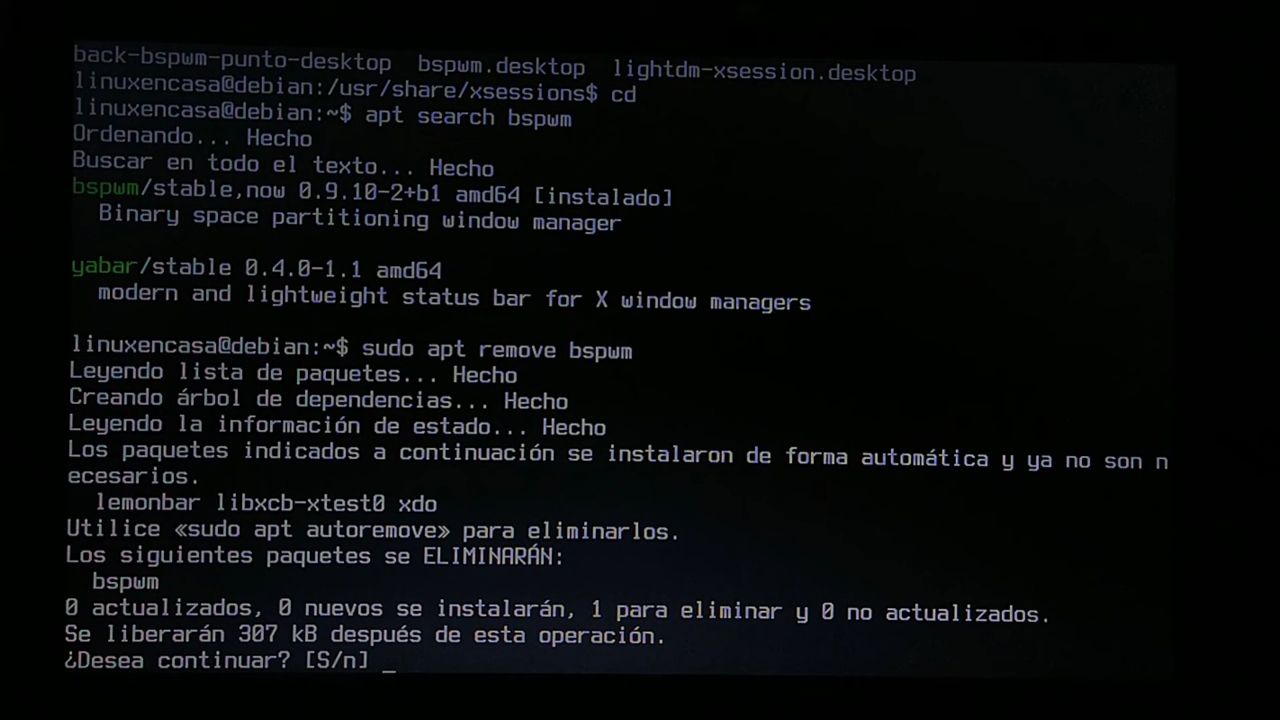 back-bspwm-punto-desktop  bspwm.desktop  lightdm-xsession.desktop
linuxencasa@debian:/usr/share/xsessions$ cd
linuxencasa@debian:~$ apt search bspwm
Ordenando... Hecho
Buscar en todo el texto... Hecho
bspwm/stable,now 0.9.10-2+b1 amd64 [instalado]
  Binary space partitioning window manager

yabar/stable 0.4.0-1.1 amd64
  modern and lightweight status bar for X window managers

linuxencasa@debian:~$ sudo apt remove bspwm
Leyendo lista de paquetes... Hecho
Creando árbol de dependencias... Hecho
Leyendo la información de estado... Hecho
Los paquetes indicados a continuación se instalaron de forma automática y ya no son n
ecesarios.
  lemonbar libxcb-xtest0 xdo
Utilice «sudo apt autoremove» para eliminarlos.
Los siguientes paquetes se ELIMINARÁN:
  bspwm
0 actualizados, 0 nuevos se instalarán, 1 para eliminar y 0 no actualizados.
Se liberarán 307 kB después de esta operación.
¿Desea continuar? [S/n] _